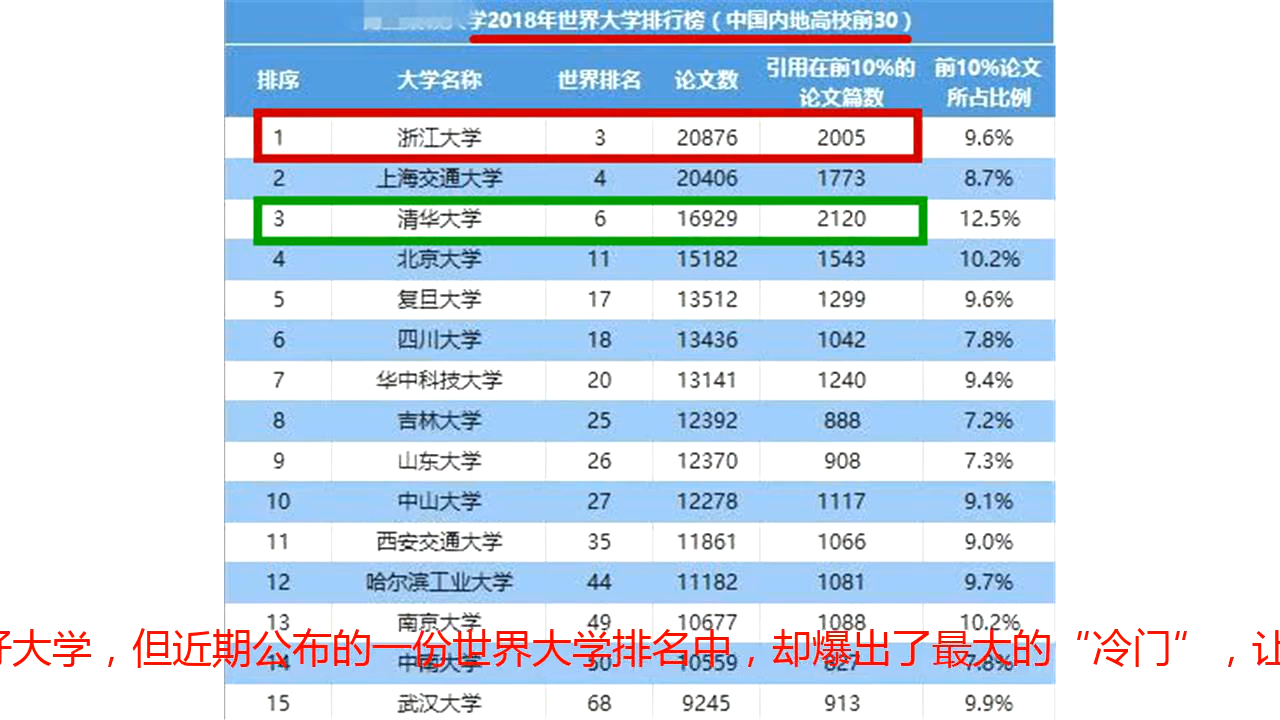 学2018年世界大学排行榜（中国内地高校前30）
排序 大学名称 世界排名 论文数 引用在前10%的论文篇数 前10%论文所占比例
1 浙江大学 3 20876 2005 9.6%
2 上海交通大学 4 20406 1773 8.7%
3 清华大学 6 16929 2120 12.5%
4 北京大学 11 15182 1543 10.2%
5 复旦大学 17 13512 1299 9.6%
6 四川大学 18 13436 1042 7.8%
7 华中科技大学 20 13141 1240 9.4%
8 吉林大学 25 12392 888 7.2%
9 山东大学 26 12370 908 7.3%
10 中山大学 27 12278 1117 9.1%
11 西安交通大学 35 11861 1066 9.0%
12 哈尔滨工业大学 44 11182 1081 9.7%
13 南京大学 49 10677 1088 10.2%
好大学，但近期公布的一份世界大学排名中，却爆出了最大的“冷门”，让
14 中南大学 50 10559 827 7.8%
15 武汉大学 68 9245 913 9.9%